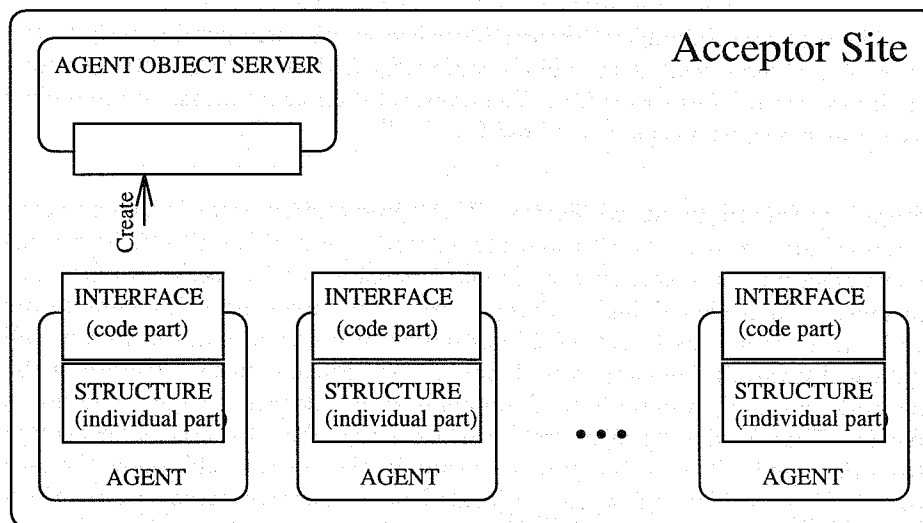 Acceptor Site
AGENT OBJECT SERVER
Create
INTERFACE
(code part)
STRUCTURE
(individual part)
AGENT
INTERFACE
(code part)
STRUCTURE
(individual part)
AGENT
• • •
INTERFACE
(code part)
STRUCTURE
(individual part)
AGENT